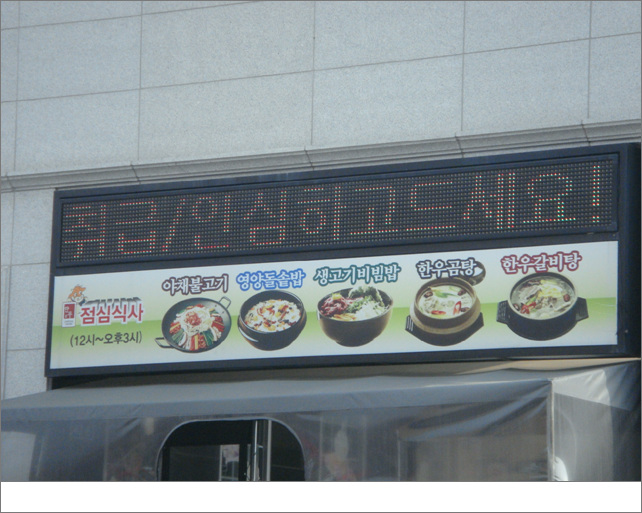 취급/안심하고드세요!
야채불고기 영양돌솥밥 생고기비빔밥 한우곰탕 한우갈비탕
점심식사
(12시~오후3시)